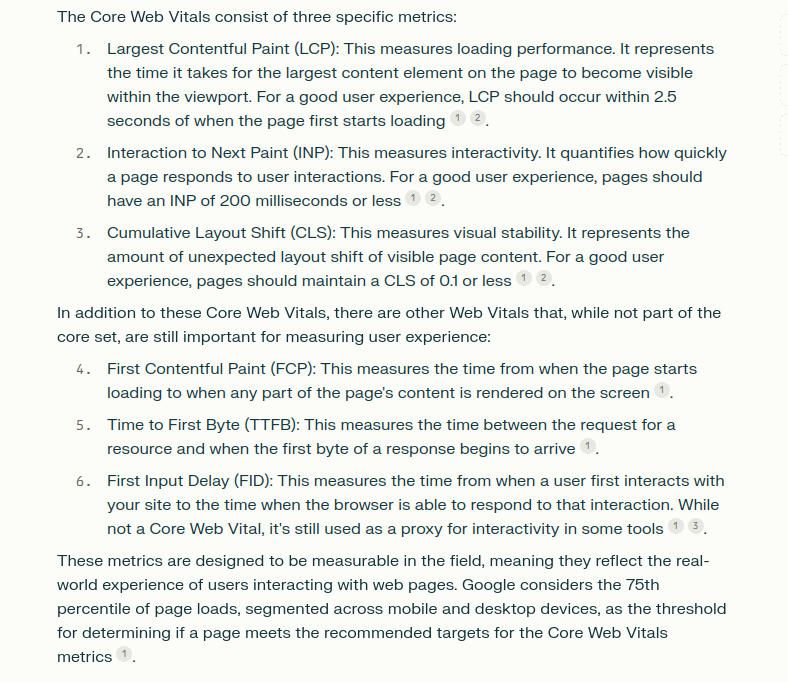 The Core Web Vitals consist of three specific metrics:
1. Largest Contentful Paint (LCP): This measures loading performance. It represents
the time it takes for the largest content element on the page to become visible
within the viewport. For a good user experience, LCP should occur within 2.5
seconds of when the page first starts loading 1 2.
2. Interaction to Next Paint (INP): This measures interactivity. It quantifies how quickly
a page responds to user interactions. For a good user experience, pages should
have an INP of 200 milliseconds or less 1 2.
3. Cumulative Layout Shift (CLS): This measures visual stability. It represents the
amount of unexpected layout shift of visible page content. For a good user
experience, pages should maintain a CLS of 0.1 or less 1 2.
In addition to these Core Web Vitals, there are other Web Vitals that, while not part of the
core set, are still important for measuring user experience:
4. First Contentful Paint (FCP): This measures the time from when the page starts
loading to when any part of the page's content is rendered on the screen 1.
5. Time to First Byte (TTFB): This measures the time between the request for a
resource and when the first byte of a response begins to arrive 1.
6. First Input Delay (FID): This measures the time from when a user first interacts with
your site to the time when the browser is able to respond to that interaction. While
not a Core Web Vital, it's still used as a proxy for interactivity in some tools 1 3.
These metrics are designed to be measurable in the field, meaning they reflect the real-
world experience of users interacting with web pages. Google considers the 75th
percentile of page loads, segmented across mobile and desktop devices, as the threshold
for determining if a page meets the recommended targets for the Core Web Vitals
metrics 1.